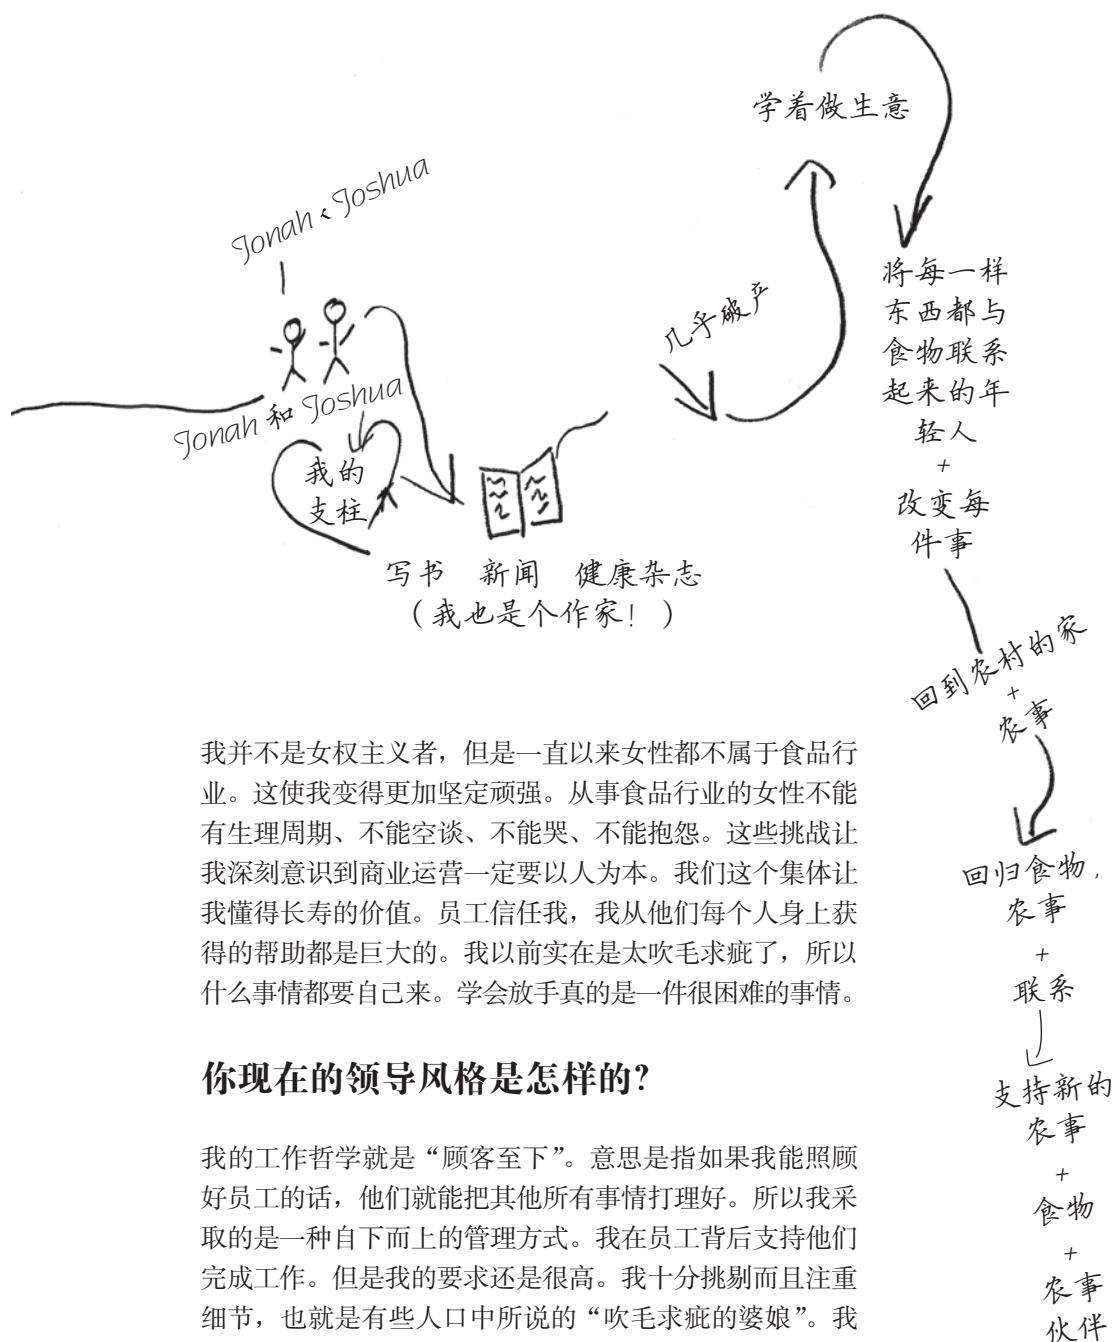 Jonah、Joshua
Jonah 和 Joshua
我的
支柱
写书 新闻 健康杂志
（我也是个作家！）
几乎破产
学着做生意
将每一样
东西都与
食物联系
起来的年
轻人
+
改变每
件事
回到农村的家
+
农事
回归食物，
农事
+
联系
支持新的
农事
+
食物
+
农事
伙伴
我并不是女权主义者，但是一直以来女性都不属于食品行
业。这使我变得更加坚定顽强。从事食品行业的女性不能
有生理周期、不能空谈、不能哭、不能抱怨。这些挑战让
我深刻意识到商业运营一定要以人为本。我们这个集体让
我懂得长寿的价值。员工信任我，我从他们每个人身上获
得的帮助都是巨大的。我以前实在是太吹毛求疵了，所以
什么事情都要自己来。学会放手真的是一件很困难的事情。
你现在的领导风格是怎样的？
我的工作哲学就是“顾客至下”。意思是指如果我能照顾
好员工的话，他们就能把其他所有事情打理好。所以我采
取的是一种自下而上的管理方式。我在员工背后支持他们
完成工作。但是我的要求还是很高。我十分挑剔而且注重
细节，也就是有些人口中所说的“吹毛求疵的婆娘”。我